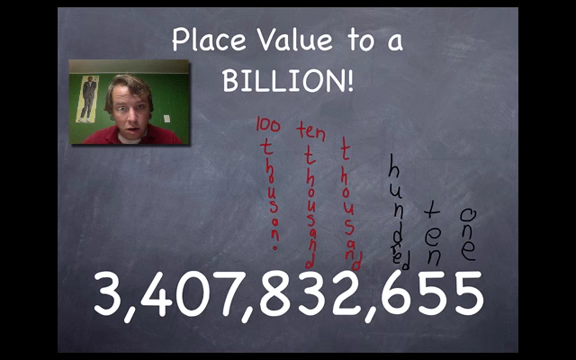 Place Value to a
BILLION!
100 thousan
ten thousand
thousand
hundred
ten
one
3,407,832,655